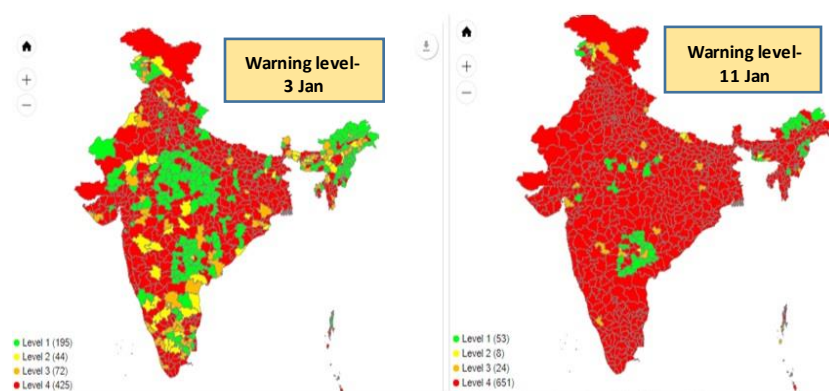 Warning level-
3 Jan
Level 1 (195)
Level 2 (44)
Level 3 (72)
Level 4 (425)
Warning level-
11 Jan
Level 1 (53)
Level 2 (8)
Level 3 (24)
Level 4 (651)